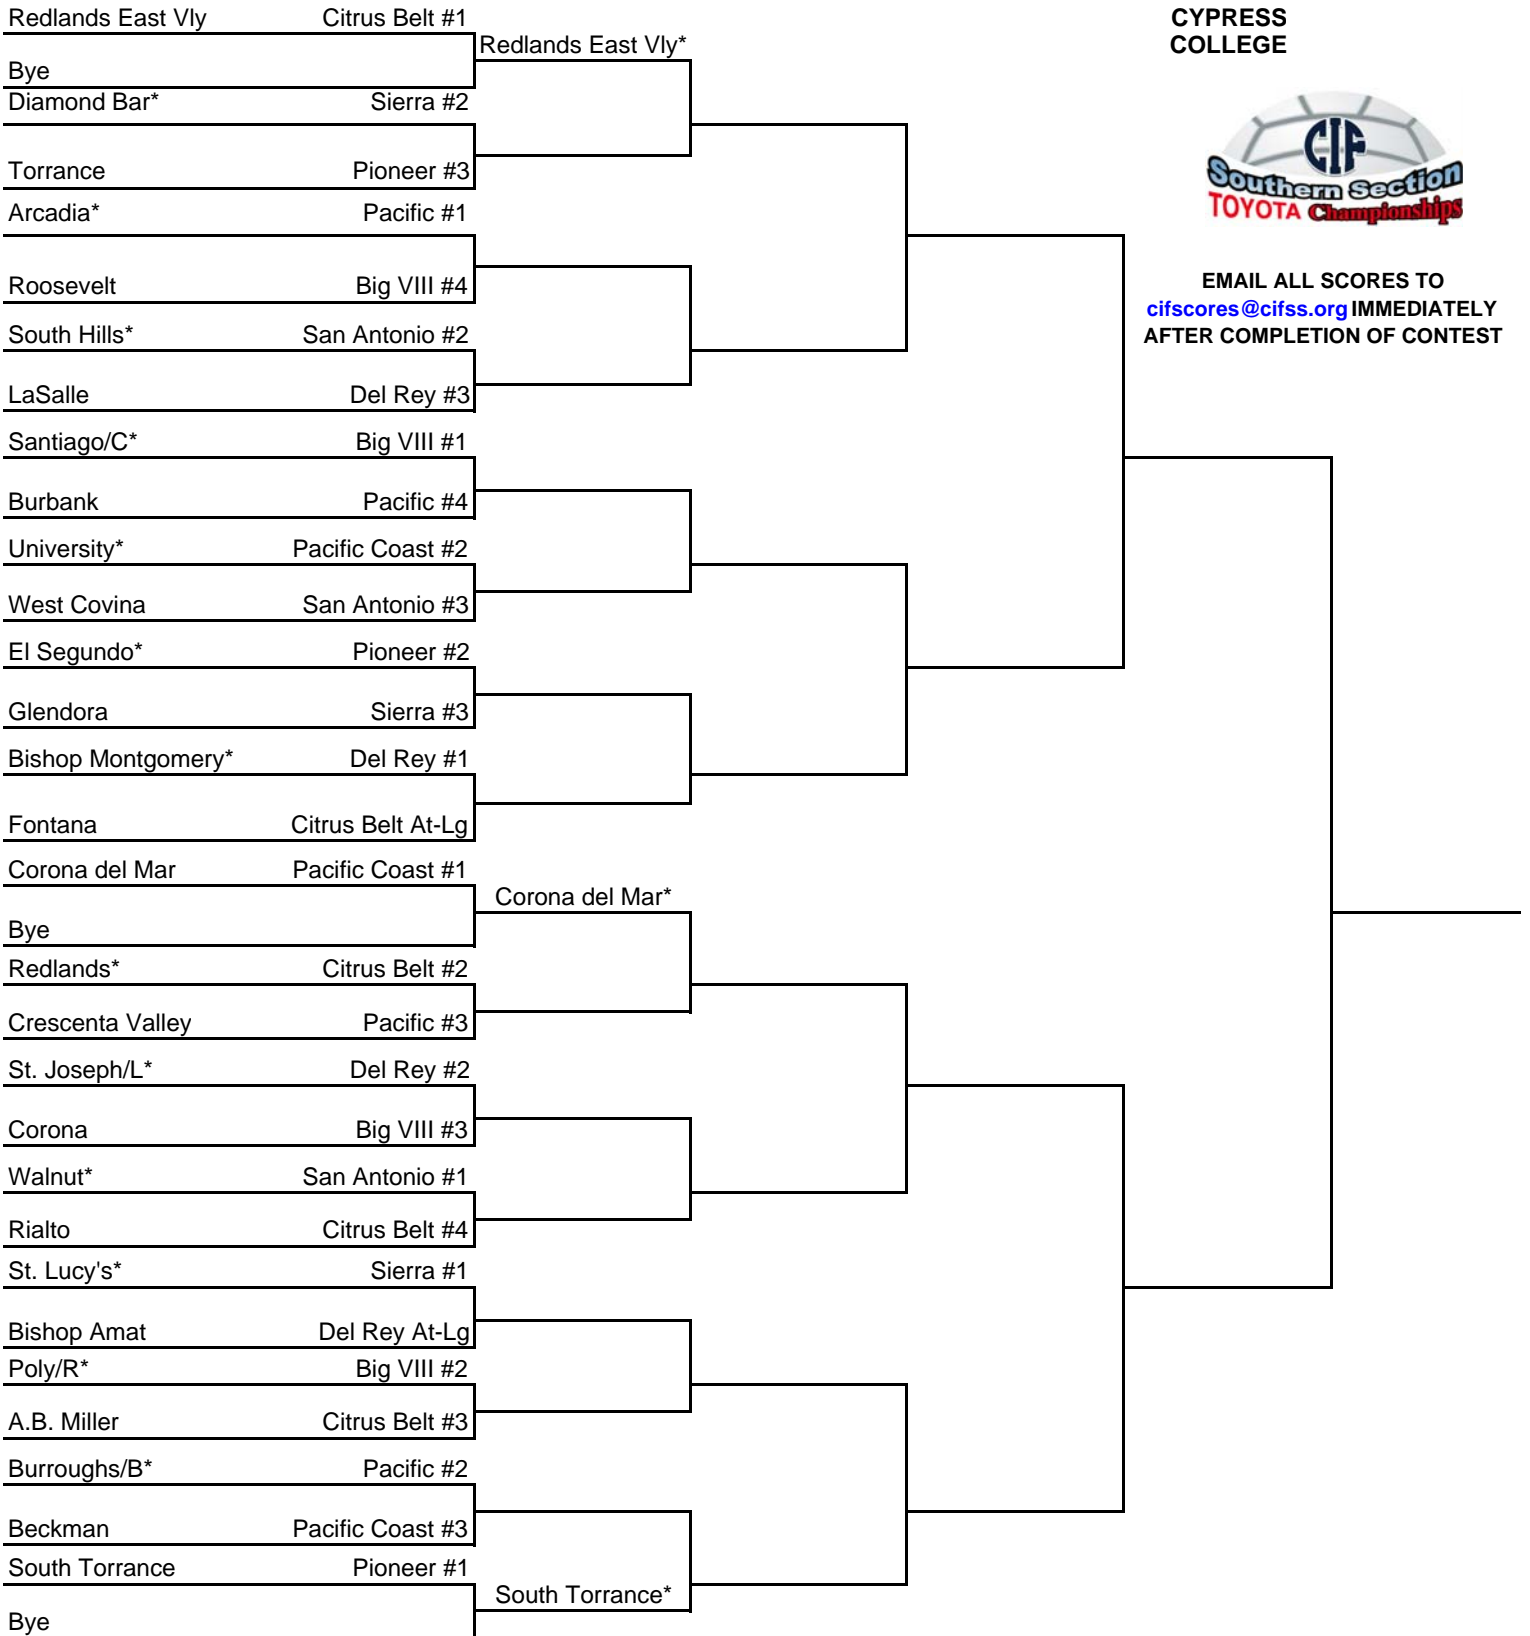 Redlands East Vly Citrus Belt #1
Redlands East Vly*
Bye
Diamond Bar* Sierra #2
Torrance Pioneer #3
Arcadia* Pacific #1
Roosevelt Big VIII #4
South Hills* San Antonio #2
LaSalle Del Rey #3
Santiago/C* Big VIII #1
Burbank Pacific #4
University* Pacific Coast #2
West Covina San Antonio #3
El Segundo* Pioneer #2
Glendora Sierra #3
Bishop Montgomery* Del Rey #1
Fontana Citrus Belt At-Lg
Corona del Mar Pacific Coast #1
Corona del Mar*
Bye
Redlands* Citrus Belt #2
Crescenta Valley Pacific #3
St. Joseph/L* Del Rey #2
Corona Big VIII #3
Walnut* San Antonio #1
Rialto Citrus Belt #4
St. Lucy's* Sierra #1
Bishop Amat Del Rey At-Lg
Poly/R* Big VIII #2
A.B. Miller Citrus Belt #3
Burroughs/B* Pacific #2
Beckman Pacific Coast #3
South Torrance Pioneer #1
South Torrance*
Bye
CYPRESS
COLLEGE
CIF
Southern Section
TOYOTA Championships
EMAIL ALL SCORES TO
cifscores@cifss.org IMMEDIATELY
AFTER COMPLETION OF CONTEST